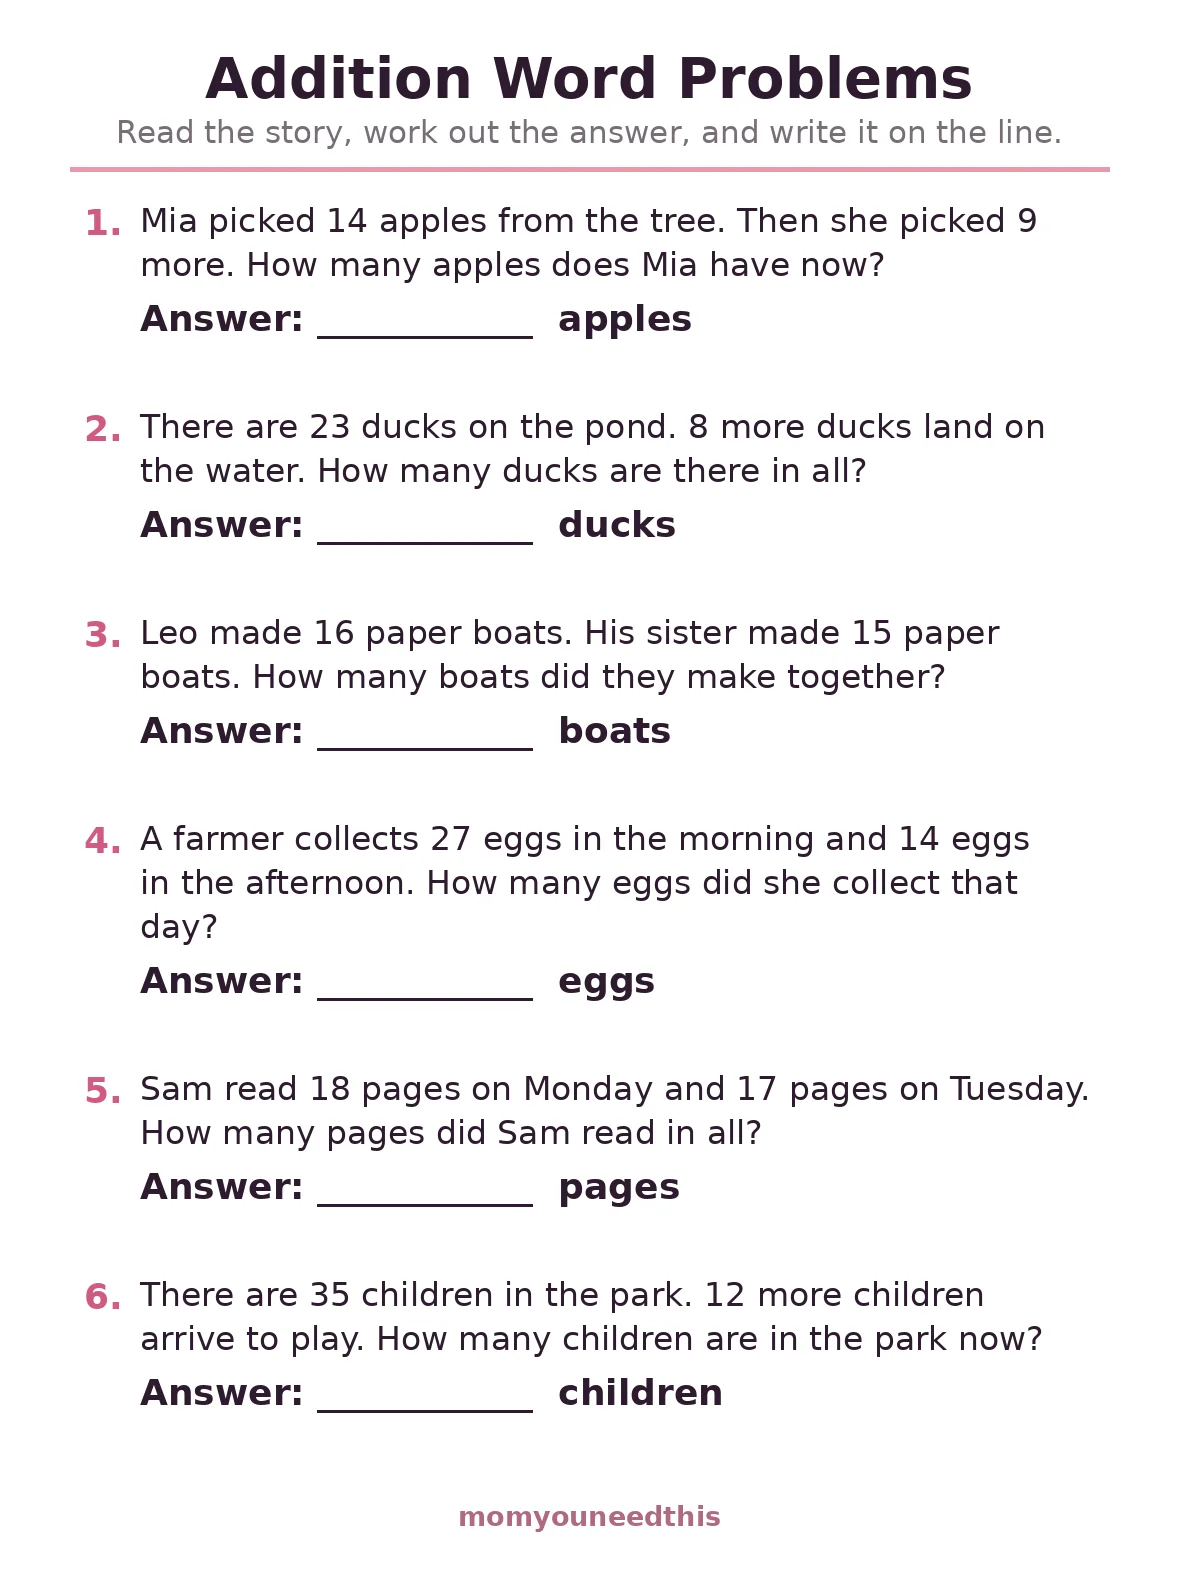 Addition Word Problems
Read the story, work out the answer, and write it on the line.
1. Mia picked 14 apples from the tree. Then she picked 9
more. How many apples does Mia have now?
Answer: ____________ apples
2. There are 23 ducks on the pond. 8 more ducks land on
the water. How many ducks are there in all?
Answer: ____________ ducks
3. Leo made 16 paper boats. His sister made 15 paper
boats. How many boats did they make together?
Answer: ____________ boats
4. A farmer collects 27 eggs in the morning and 14 eggs
in the afternoon. How many eggs did she collect that
day?
Answer: ____________ eggs
5. Sam read 18 pages on Monday and 17 pages on Tuesday.
How many pages did Sam read in all?
Answer: ____________ pages
6. There are 35 children in the park. 12 more children
arrive to play. How many children are in the park now?
Answer: ____________ children
momyouneedthis